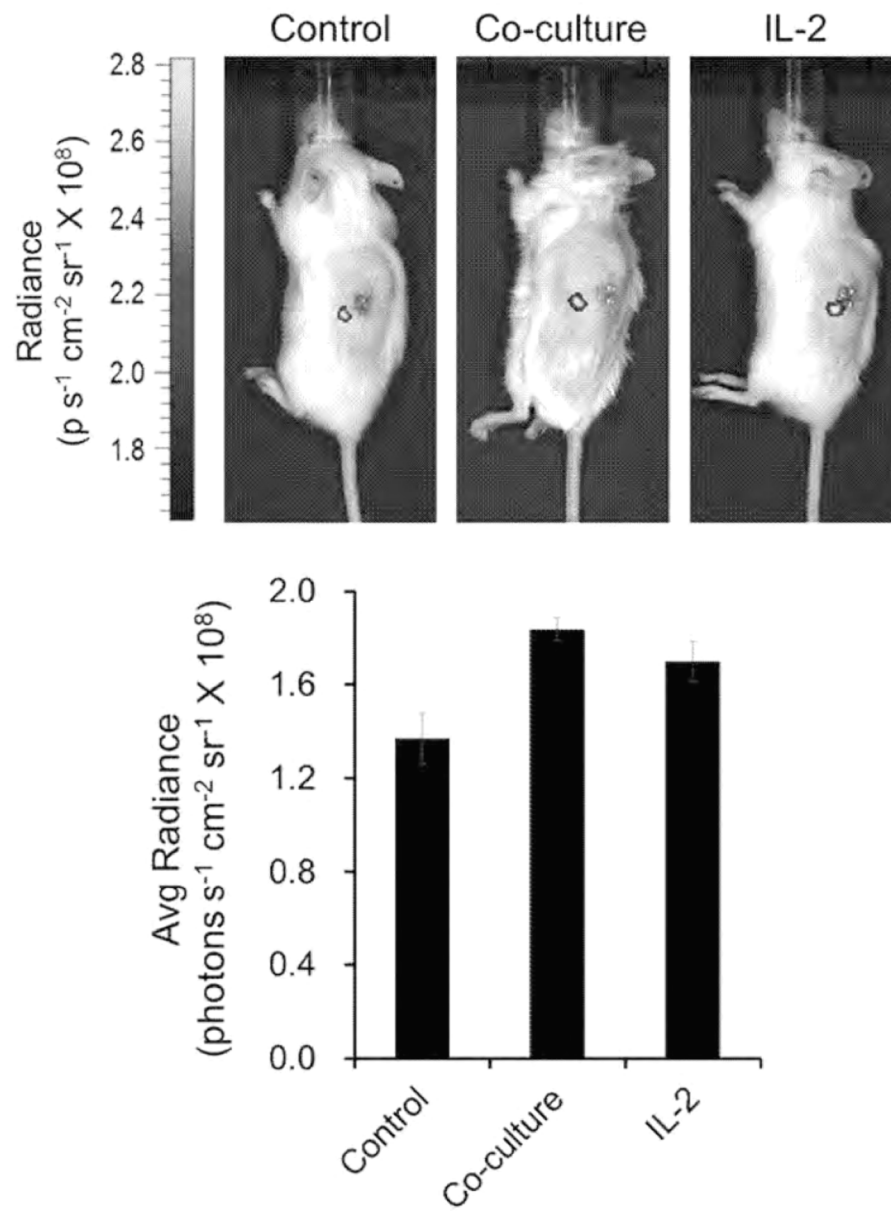 Control Co-culture IL-2
2.8
2.6
2.4
2.2
2.0
1.8
Radiance
(p s⁻¹ cm⁻² sr⁻¹ X 10⁸)
2.0
1.6
1.2
0.8
0.4
0.0
Avg Radiance
(photons s⁻¹ cm⁻² sr⁻¹ X 10⁸)
Control
Co-culture
IL-2